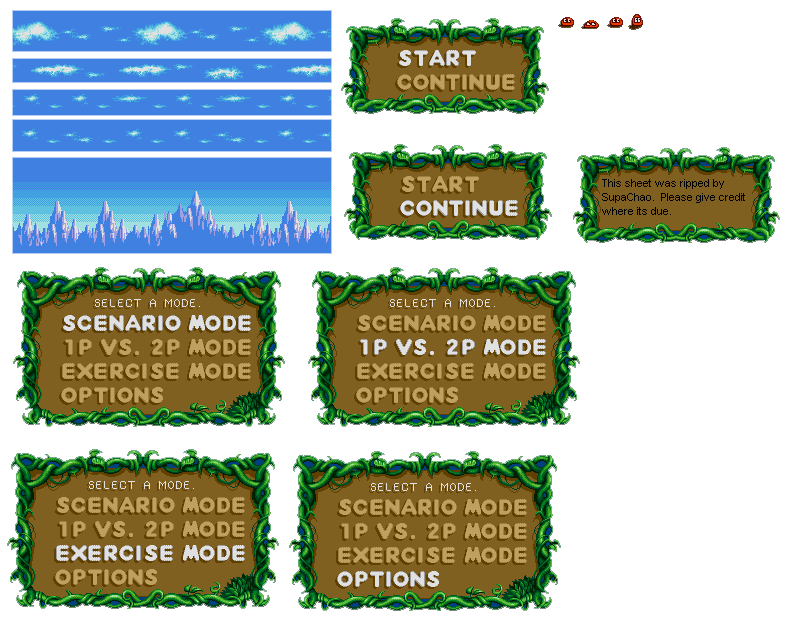 START
CONTINUE
START
CONTINUE
This sheet was ripped by
SupaChao. Please give credit
where its due.
SELECT A MODE.
SCENARIO MODE
1P VS. 2P MODE
EXERCISE MODE
OPTIONS
SELECT A MODE.
SCENARIO MODE
1P VS. 2P MODE
EXERCISE MODE
OPTIONS
SELECT A MODE.
SCENARIO MODE
1P VS. 2P MODE
EXERCISE MODE
OPTIONS
SELECT A MODE.
SCENARIO MODE
1P VS. 2P MODE
EXERCISE MODE
OPTIONS